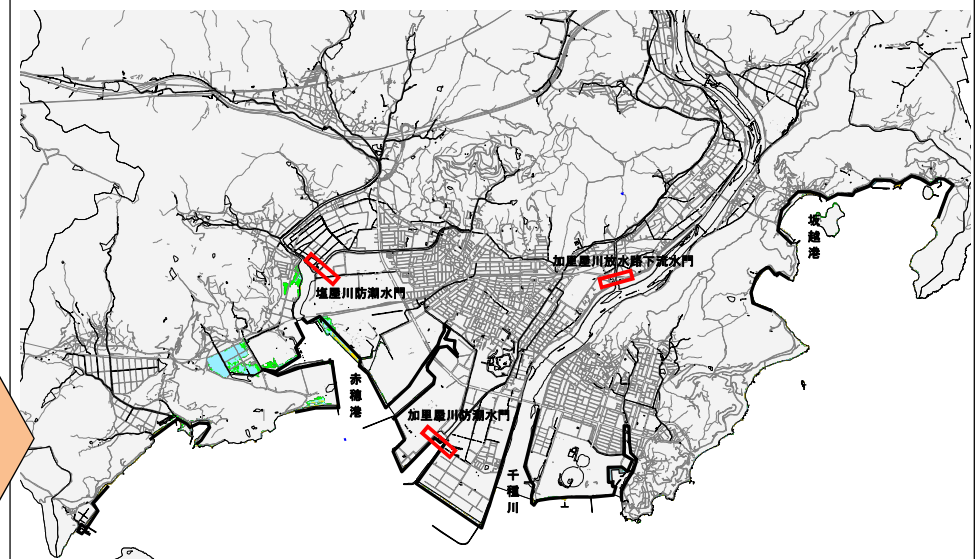 坂越港
加里屋川放水路下流水門
塩屋川防潮水門
赤穂港
加里屋川防潮水門
千種川